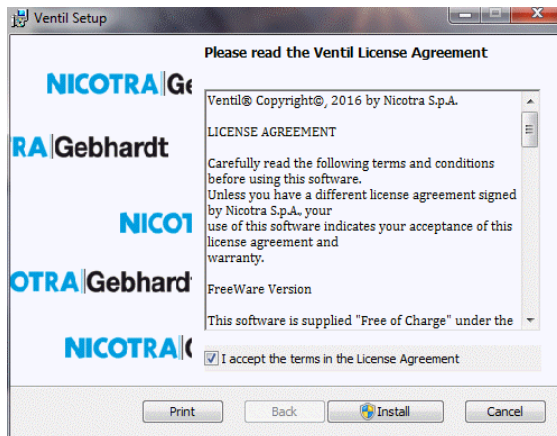 Ventil Setup
Please read the Ventil License Agreement
NICOTRA Ge
RA Gebhardt
NICOT
OTRA Gebhard
NICOTRA
Ventil® Copyright©, 2016 by Nicotra S.p.A.
LICENSE AGREEMENT
Carefully read the following terms and conditions
before using this software.
Unless you have a different license agreement signed
by Nicotra S.p.A., your
use of this software indicates your acceptance of this
license agreement and
warranty.
FreeWare Version
This software is supplied "Free of Charge" under the
I accept the terms in the License Agreement
Print Back Install Cancel